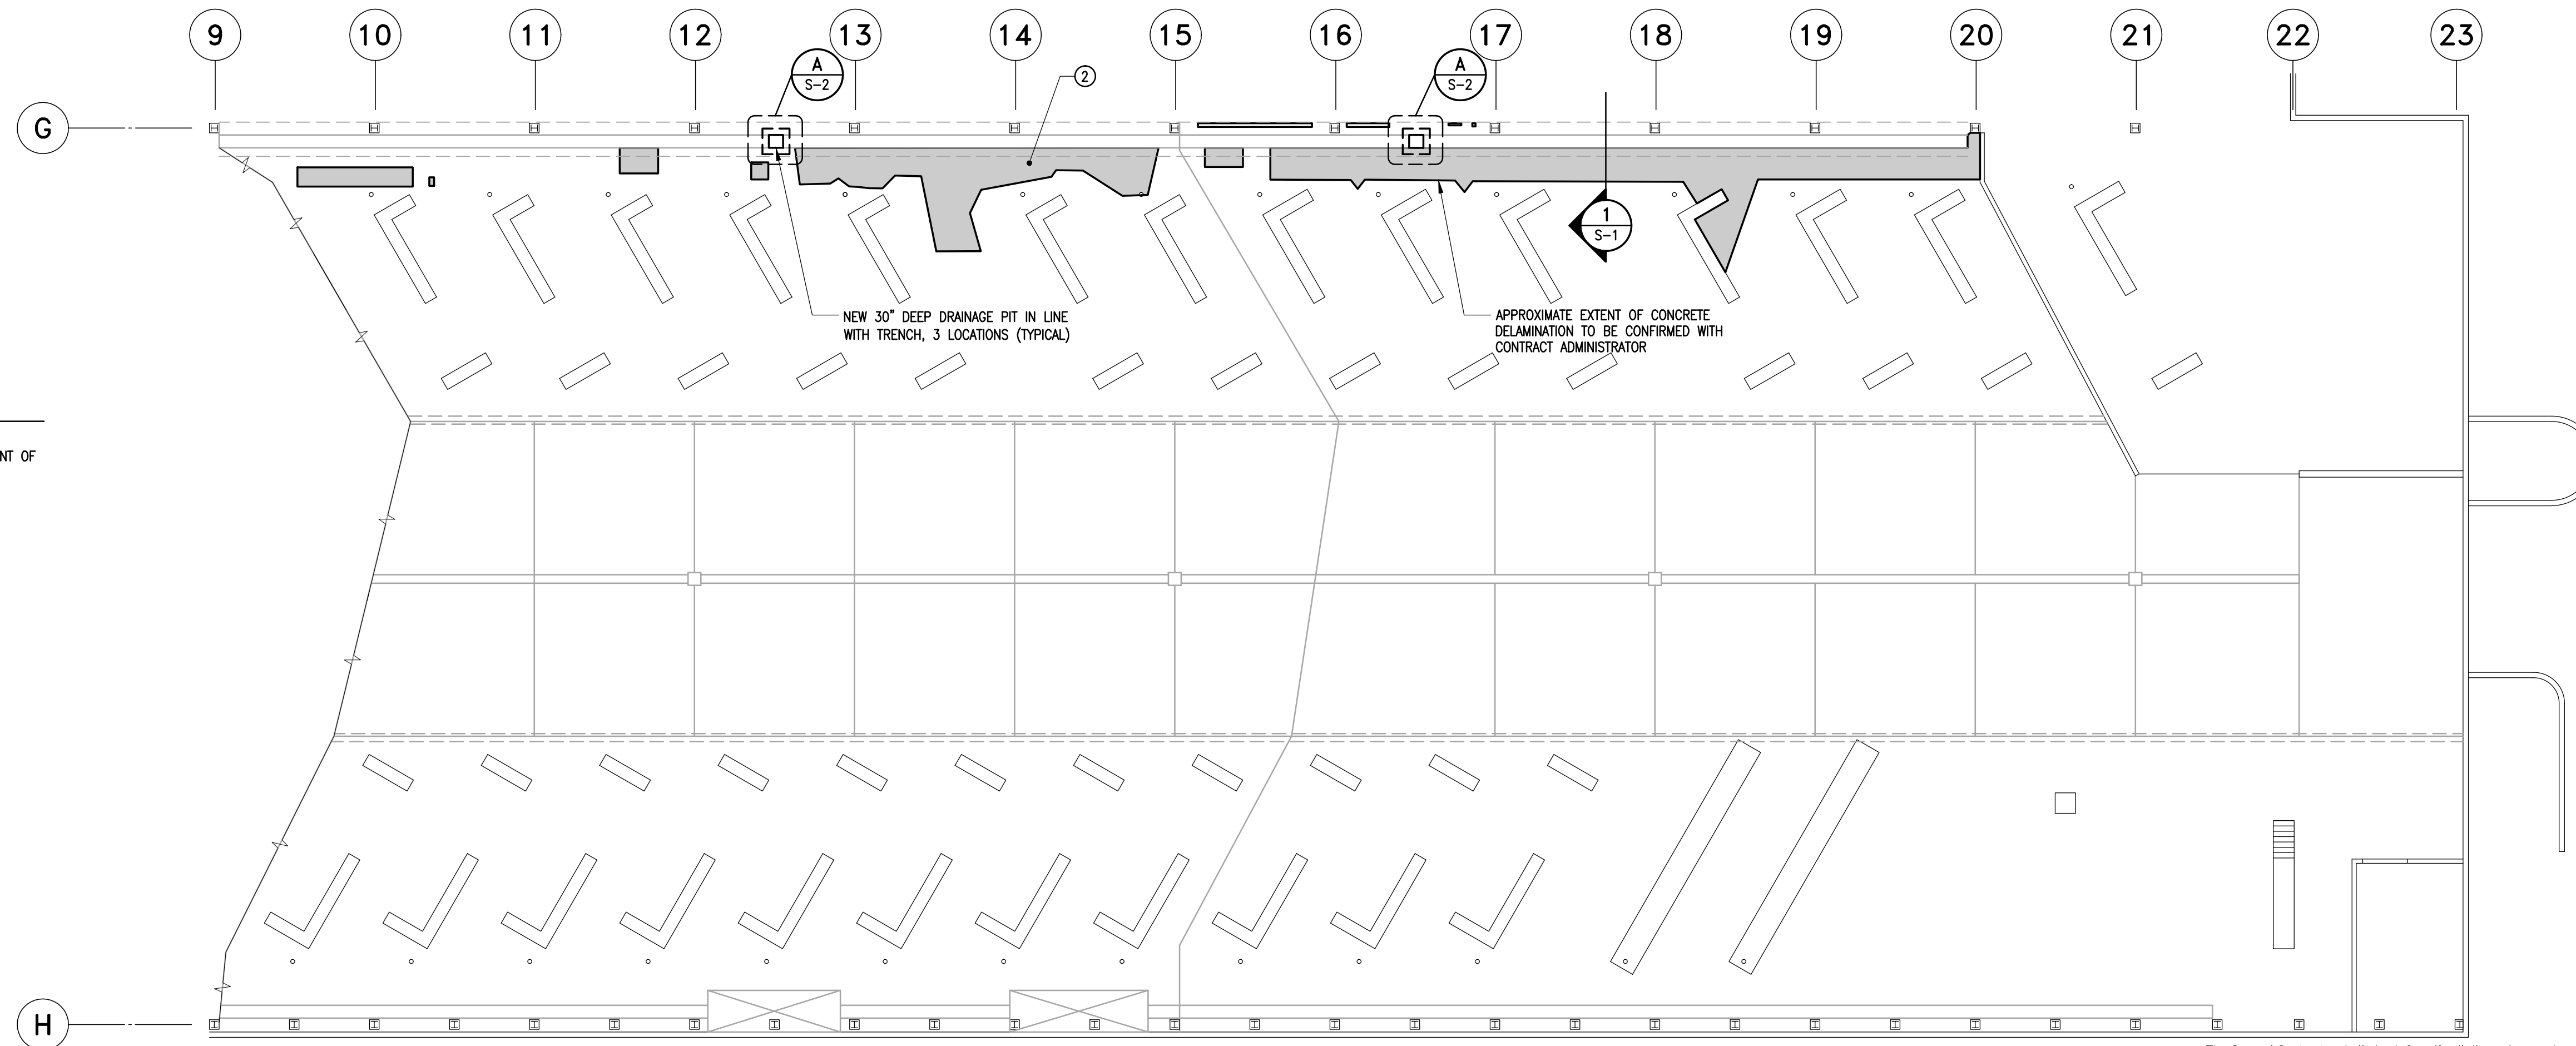 9 10 11 12 13 14 15 16 17 18 19 20 21 22 23
A
S-2
2
A
S-2
G
1
S-1
NEW 30" DEEP DRAINAGE PIT IN LINE
WITH TRENCH, 3 LOCATIONS (TYPICAL)
APPROXIMATE EXTENT OF CONCRETE
DELAMINATION TO BE CONFIRMED WITH
CONTRACT ADMINISTRATOR
NT OF
H